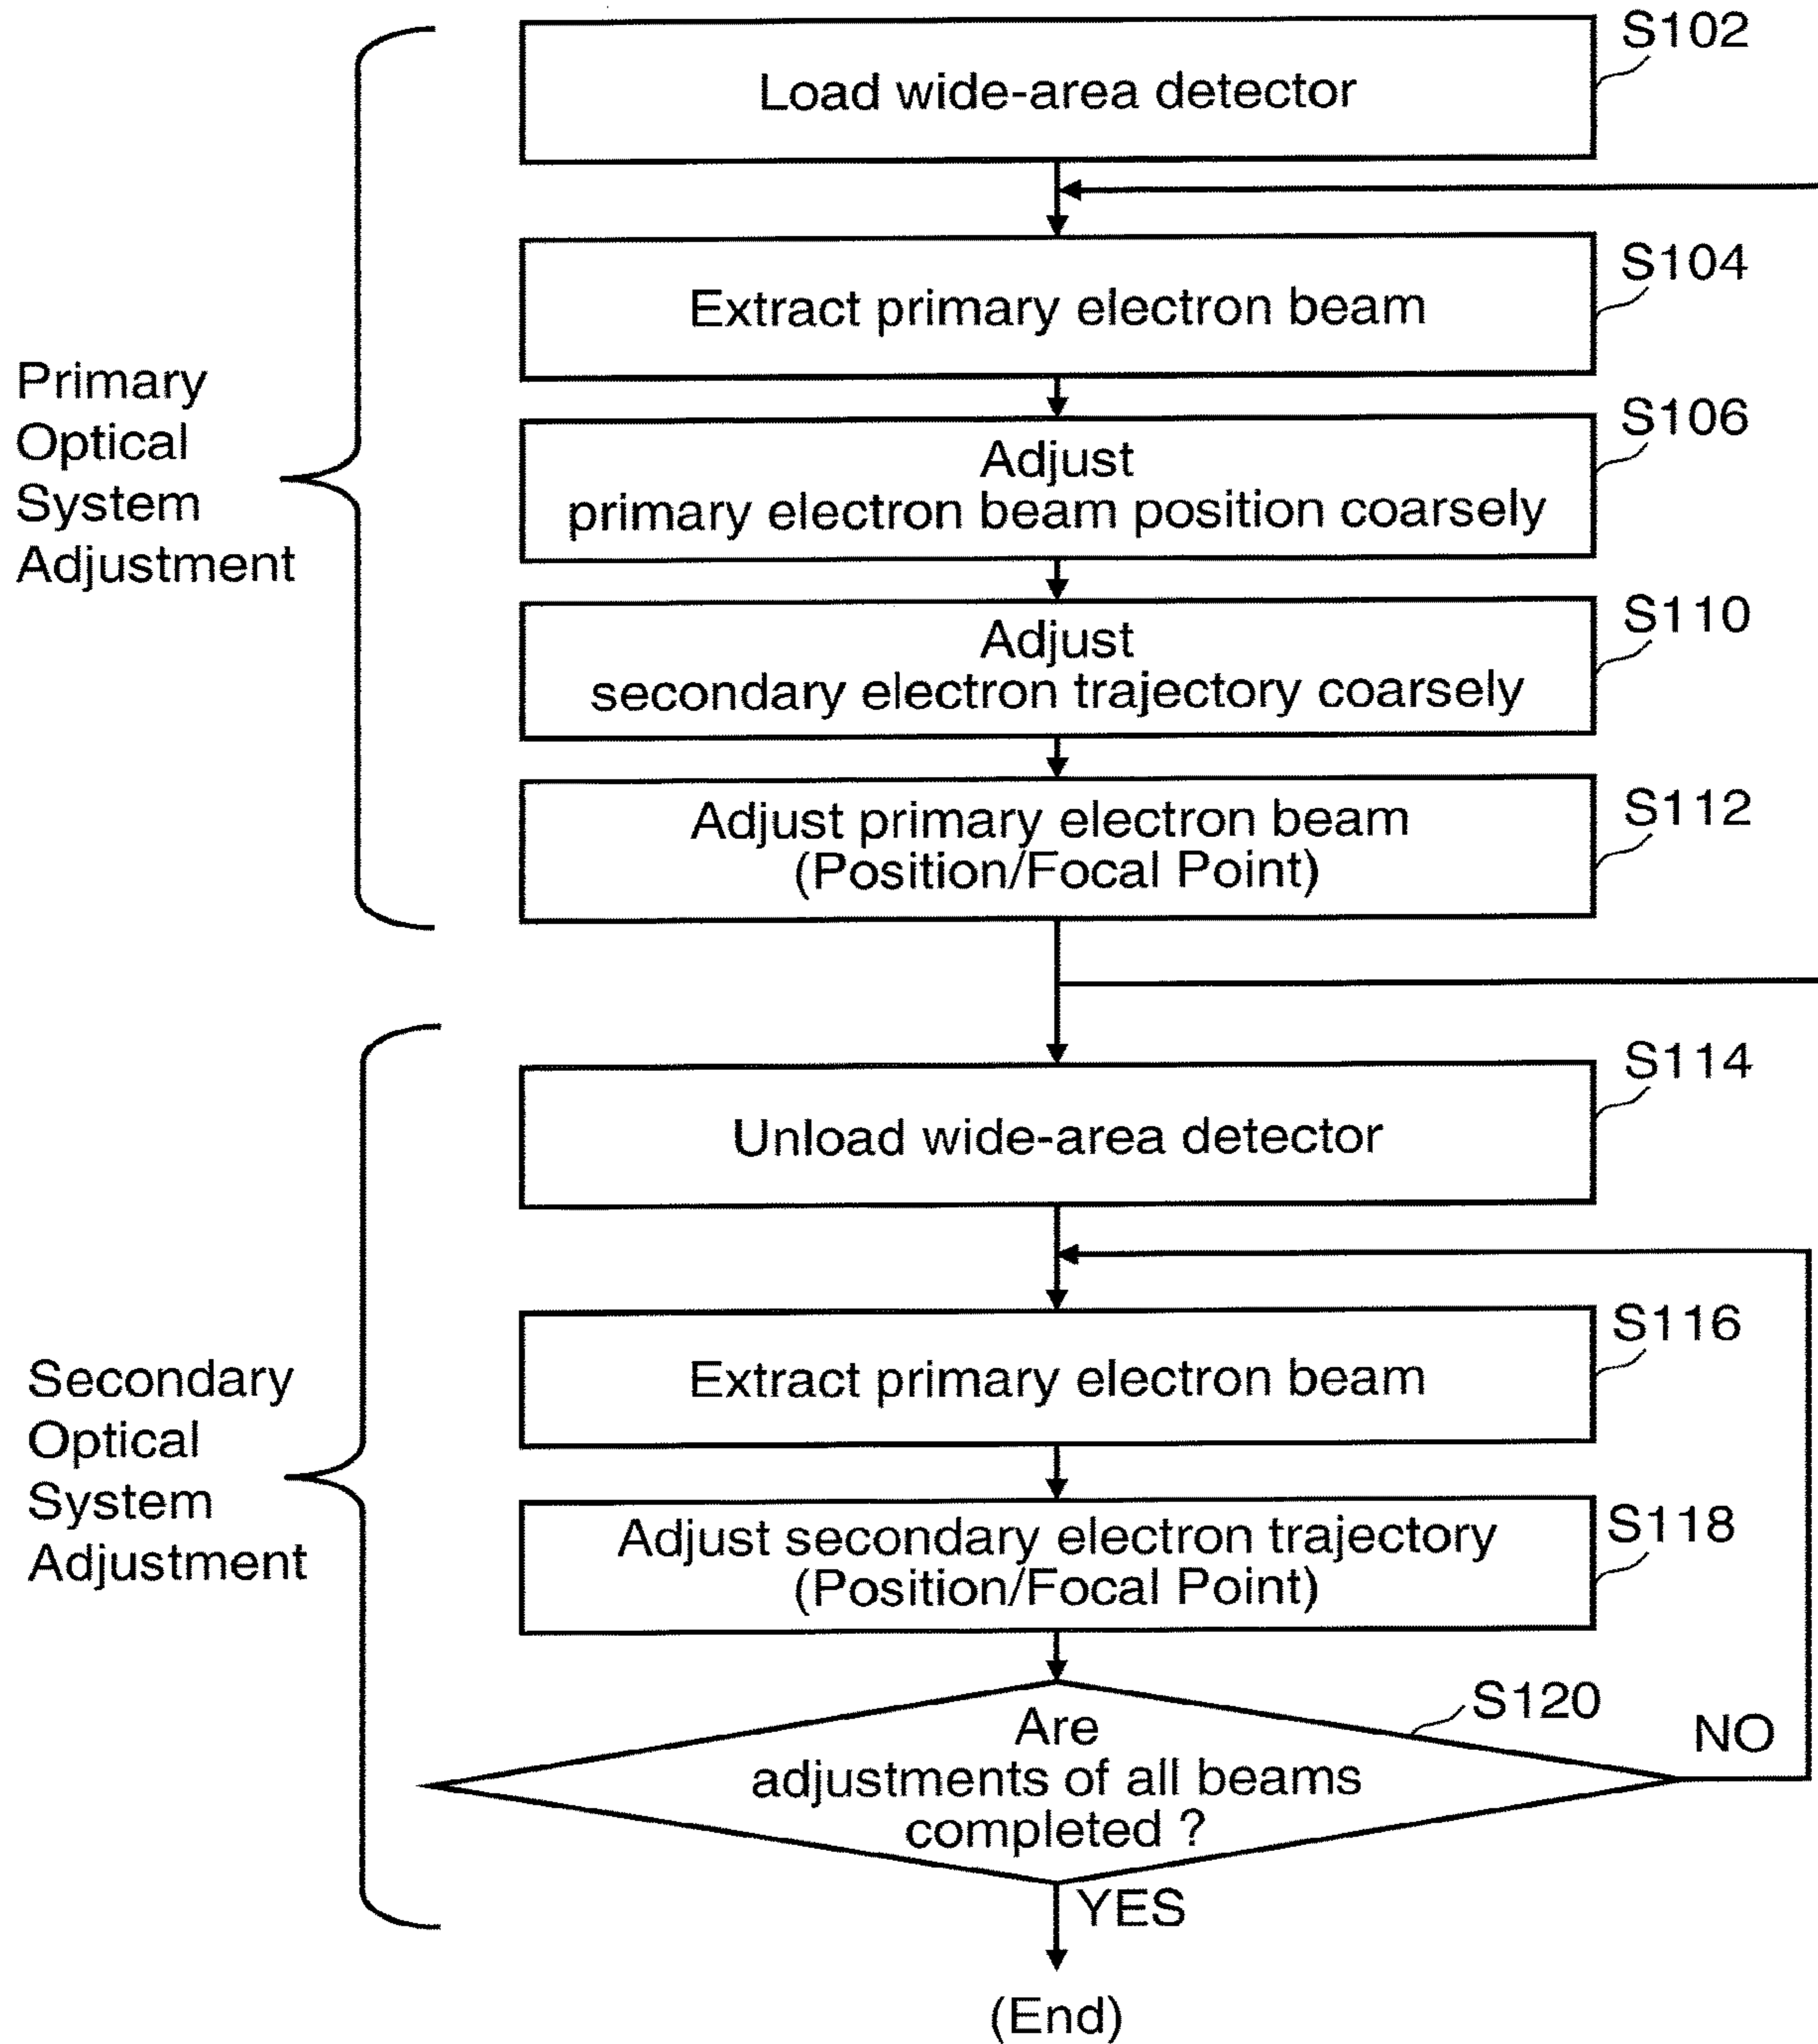 S102
Load wide-area detector
S104
Extract primary electron beam
Primary
Optical
System
Adjustment
S106
Adjust
primary electron beam position coarsely
S110
Adjust
secondary electron trajectory coarsely
S112
Adjust primary electron beam
(Position/Focal Point)
S114
Unload wide-area detector
S116
Extract primary electron beam
Secondary
Optical
System
Adjustment
S118
Adjust secondary electron trajectory
(Position/Focal Point)
S120
Are
adjustments of all beams
completed ?
NO
YES
(End)